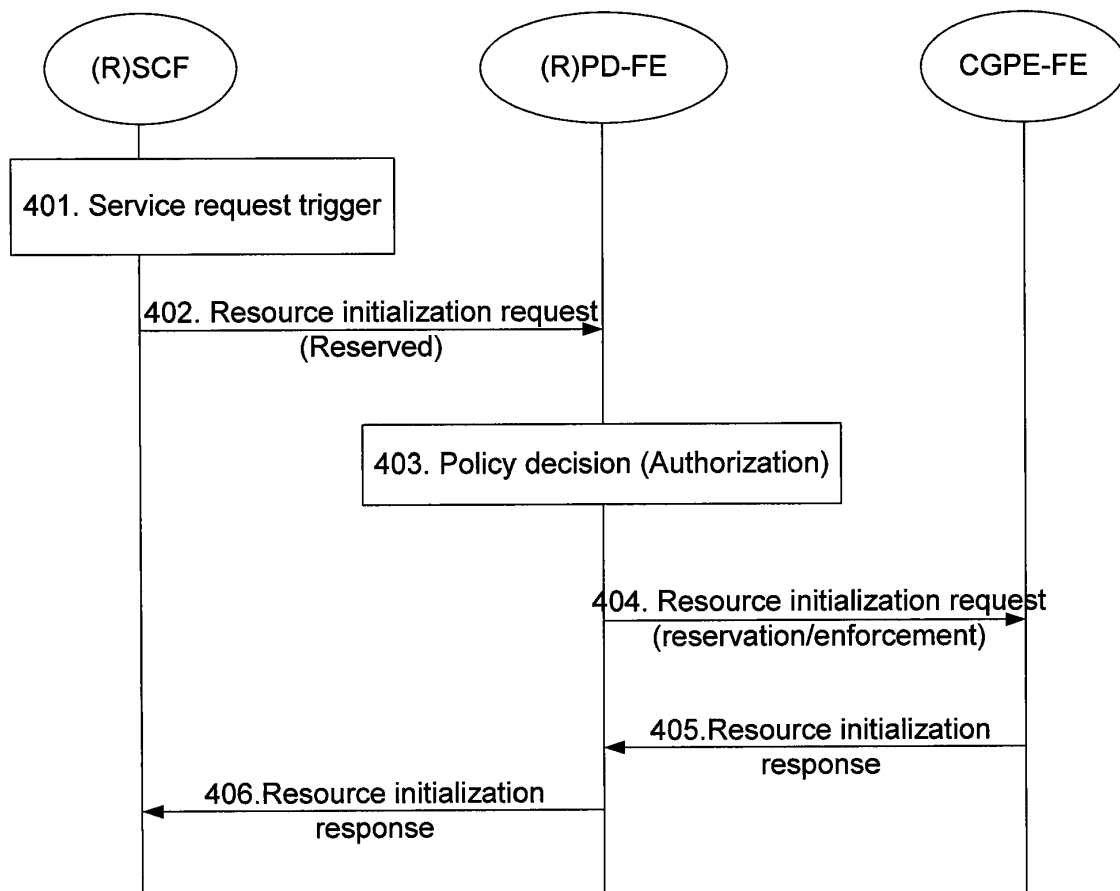 (R)SCF
(R)PD-FE
CGPE-FE
401. Service request trigger
402. Resource initialization request
(Reserved)
403. Policy decision (Authorization)
404. Resource initialization request
(reservation/enforcement)
405.Resource initialization
response
406.Resource initialization
response